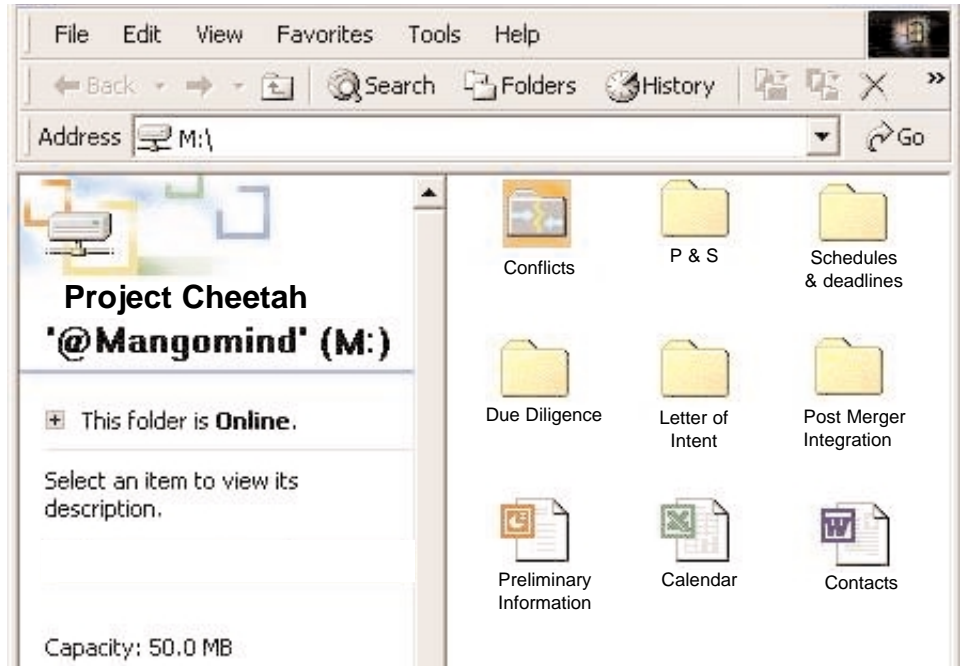 File Edit View Favorites Tools Help
Back Search Folders History »
Address M:\ Go
Project Cheetah
'@Mangomind' (M:)
This folder is Online.
Select an item to view its
description.
Capacity: 50.0 MB
Conflicts
P & S
Schedules
& deadlines
Due Diligence
Letter of
Intent
Post Merger
Integration
Preliminary
Information
Calendar
Contacts